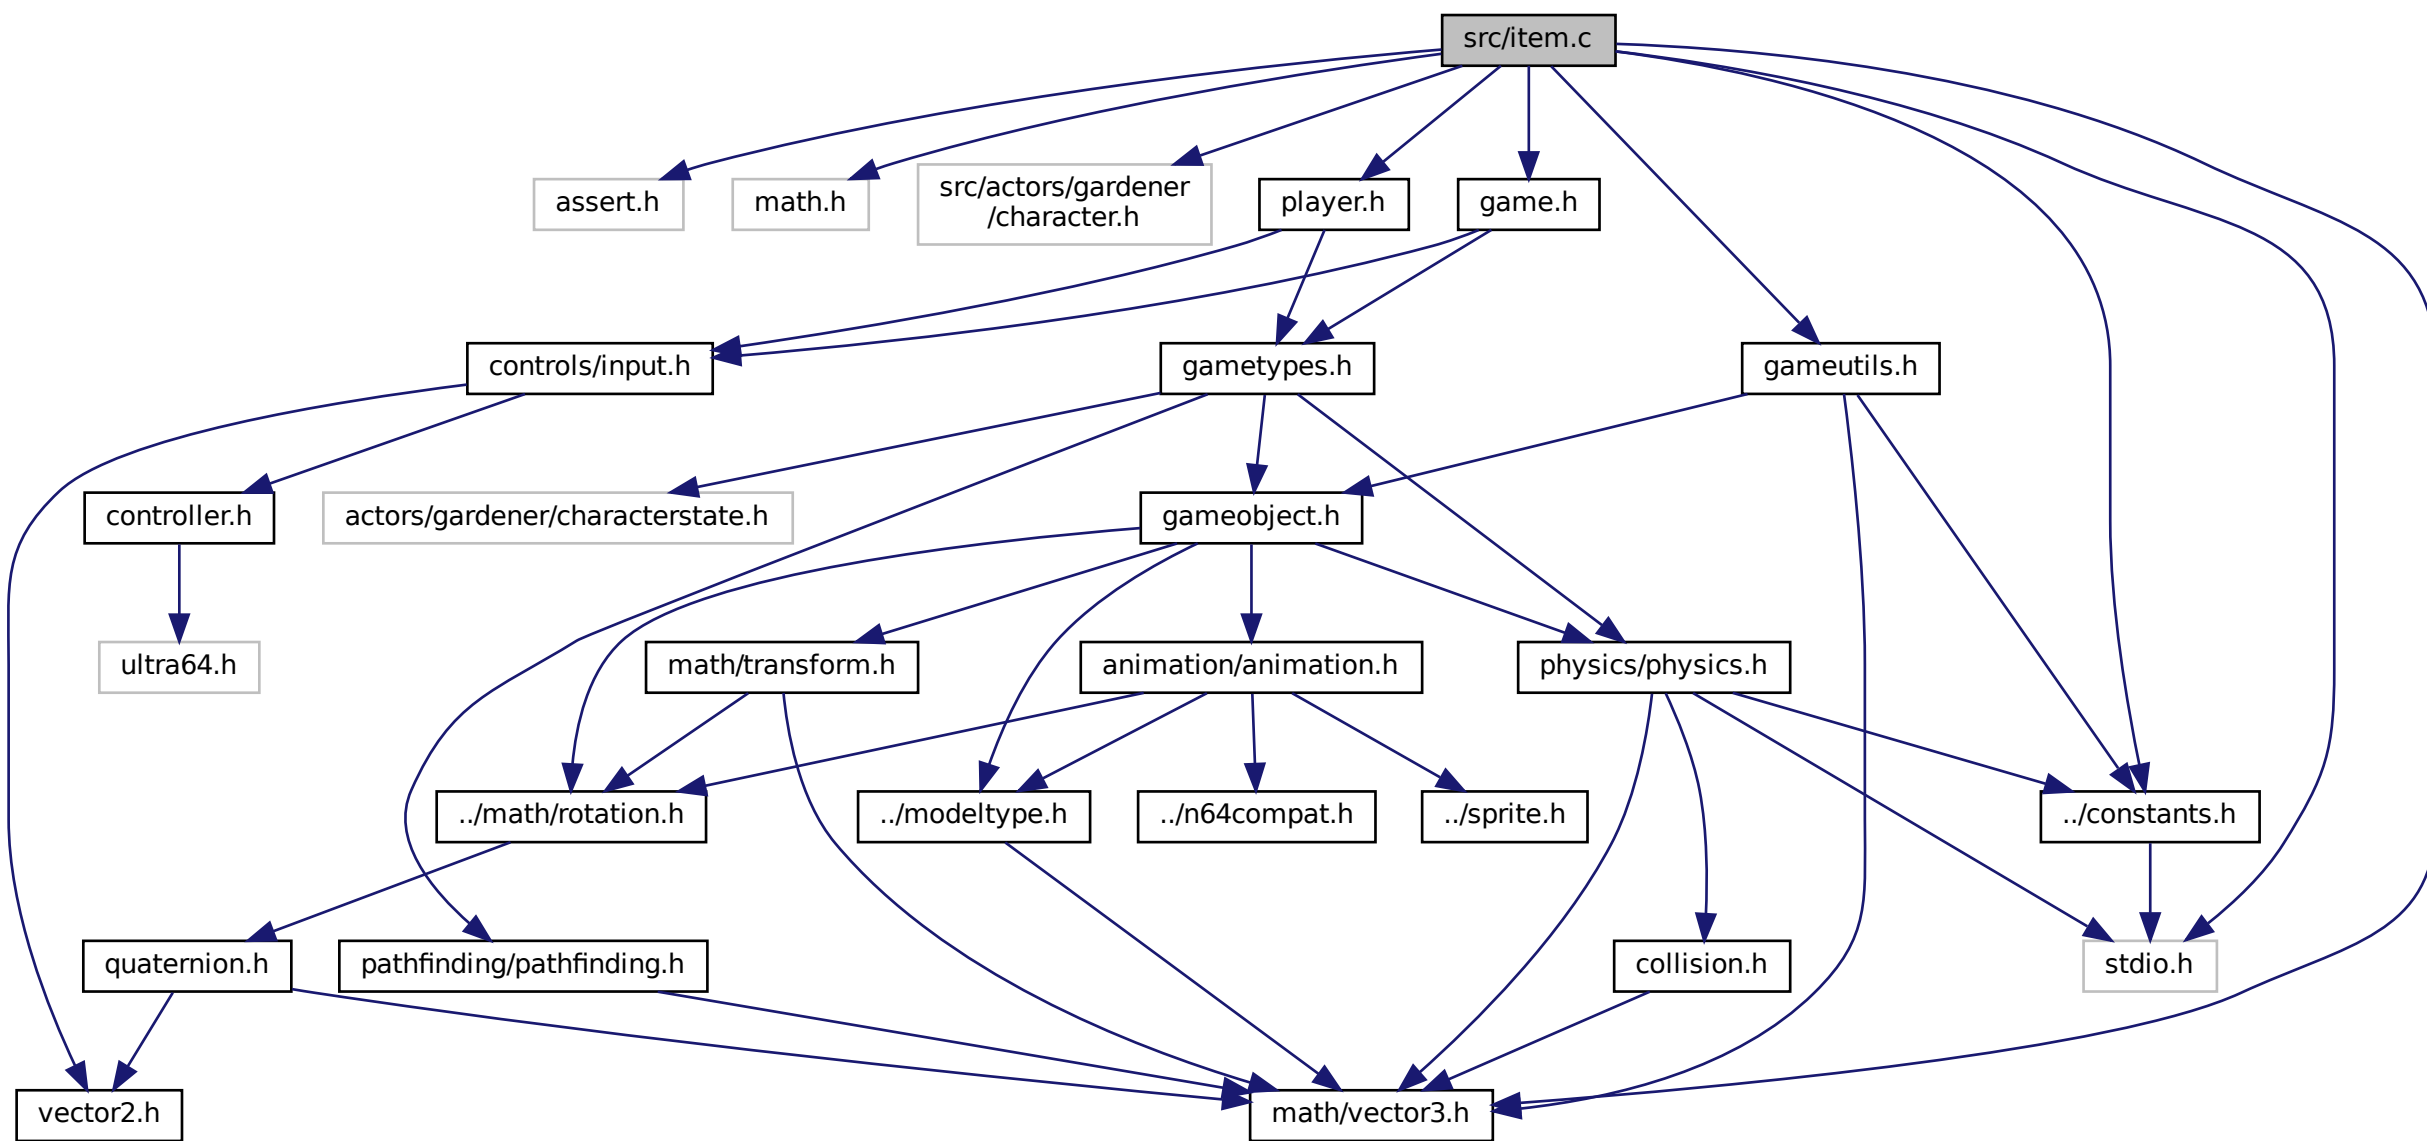 src/item.c
assert.h
math.h
src/actors/gardener
/character.h
player.h
game.h
controls/input.h
gametypes.h
gameutils.h
controller.h
actors/gardener/characterstate.h
gameobject.h
ultra64.h
math/transform.h
animation/animation.h
physics/physics.h
../math/rotation.h
../modeltype.h
../n64compat.h
../sprite.h
../constants.h
quaternion.h
pathfinding/pathfinding.h
collision.h
stdio.h
vector2.h
math/vector3.h